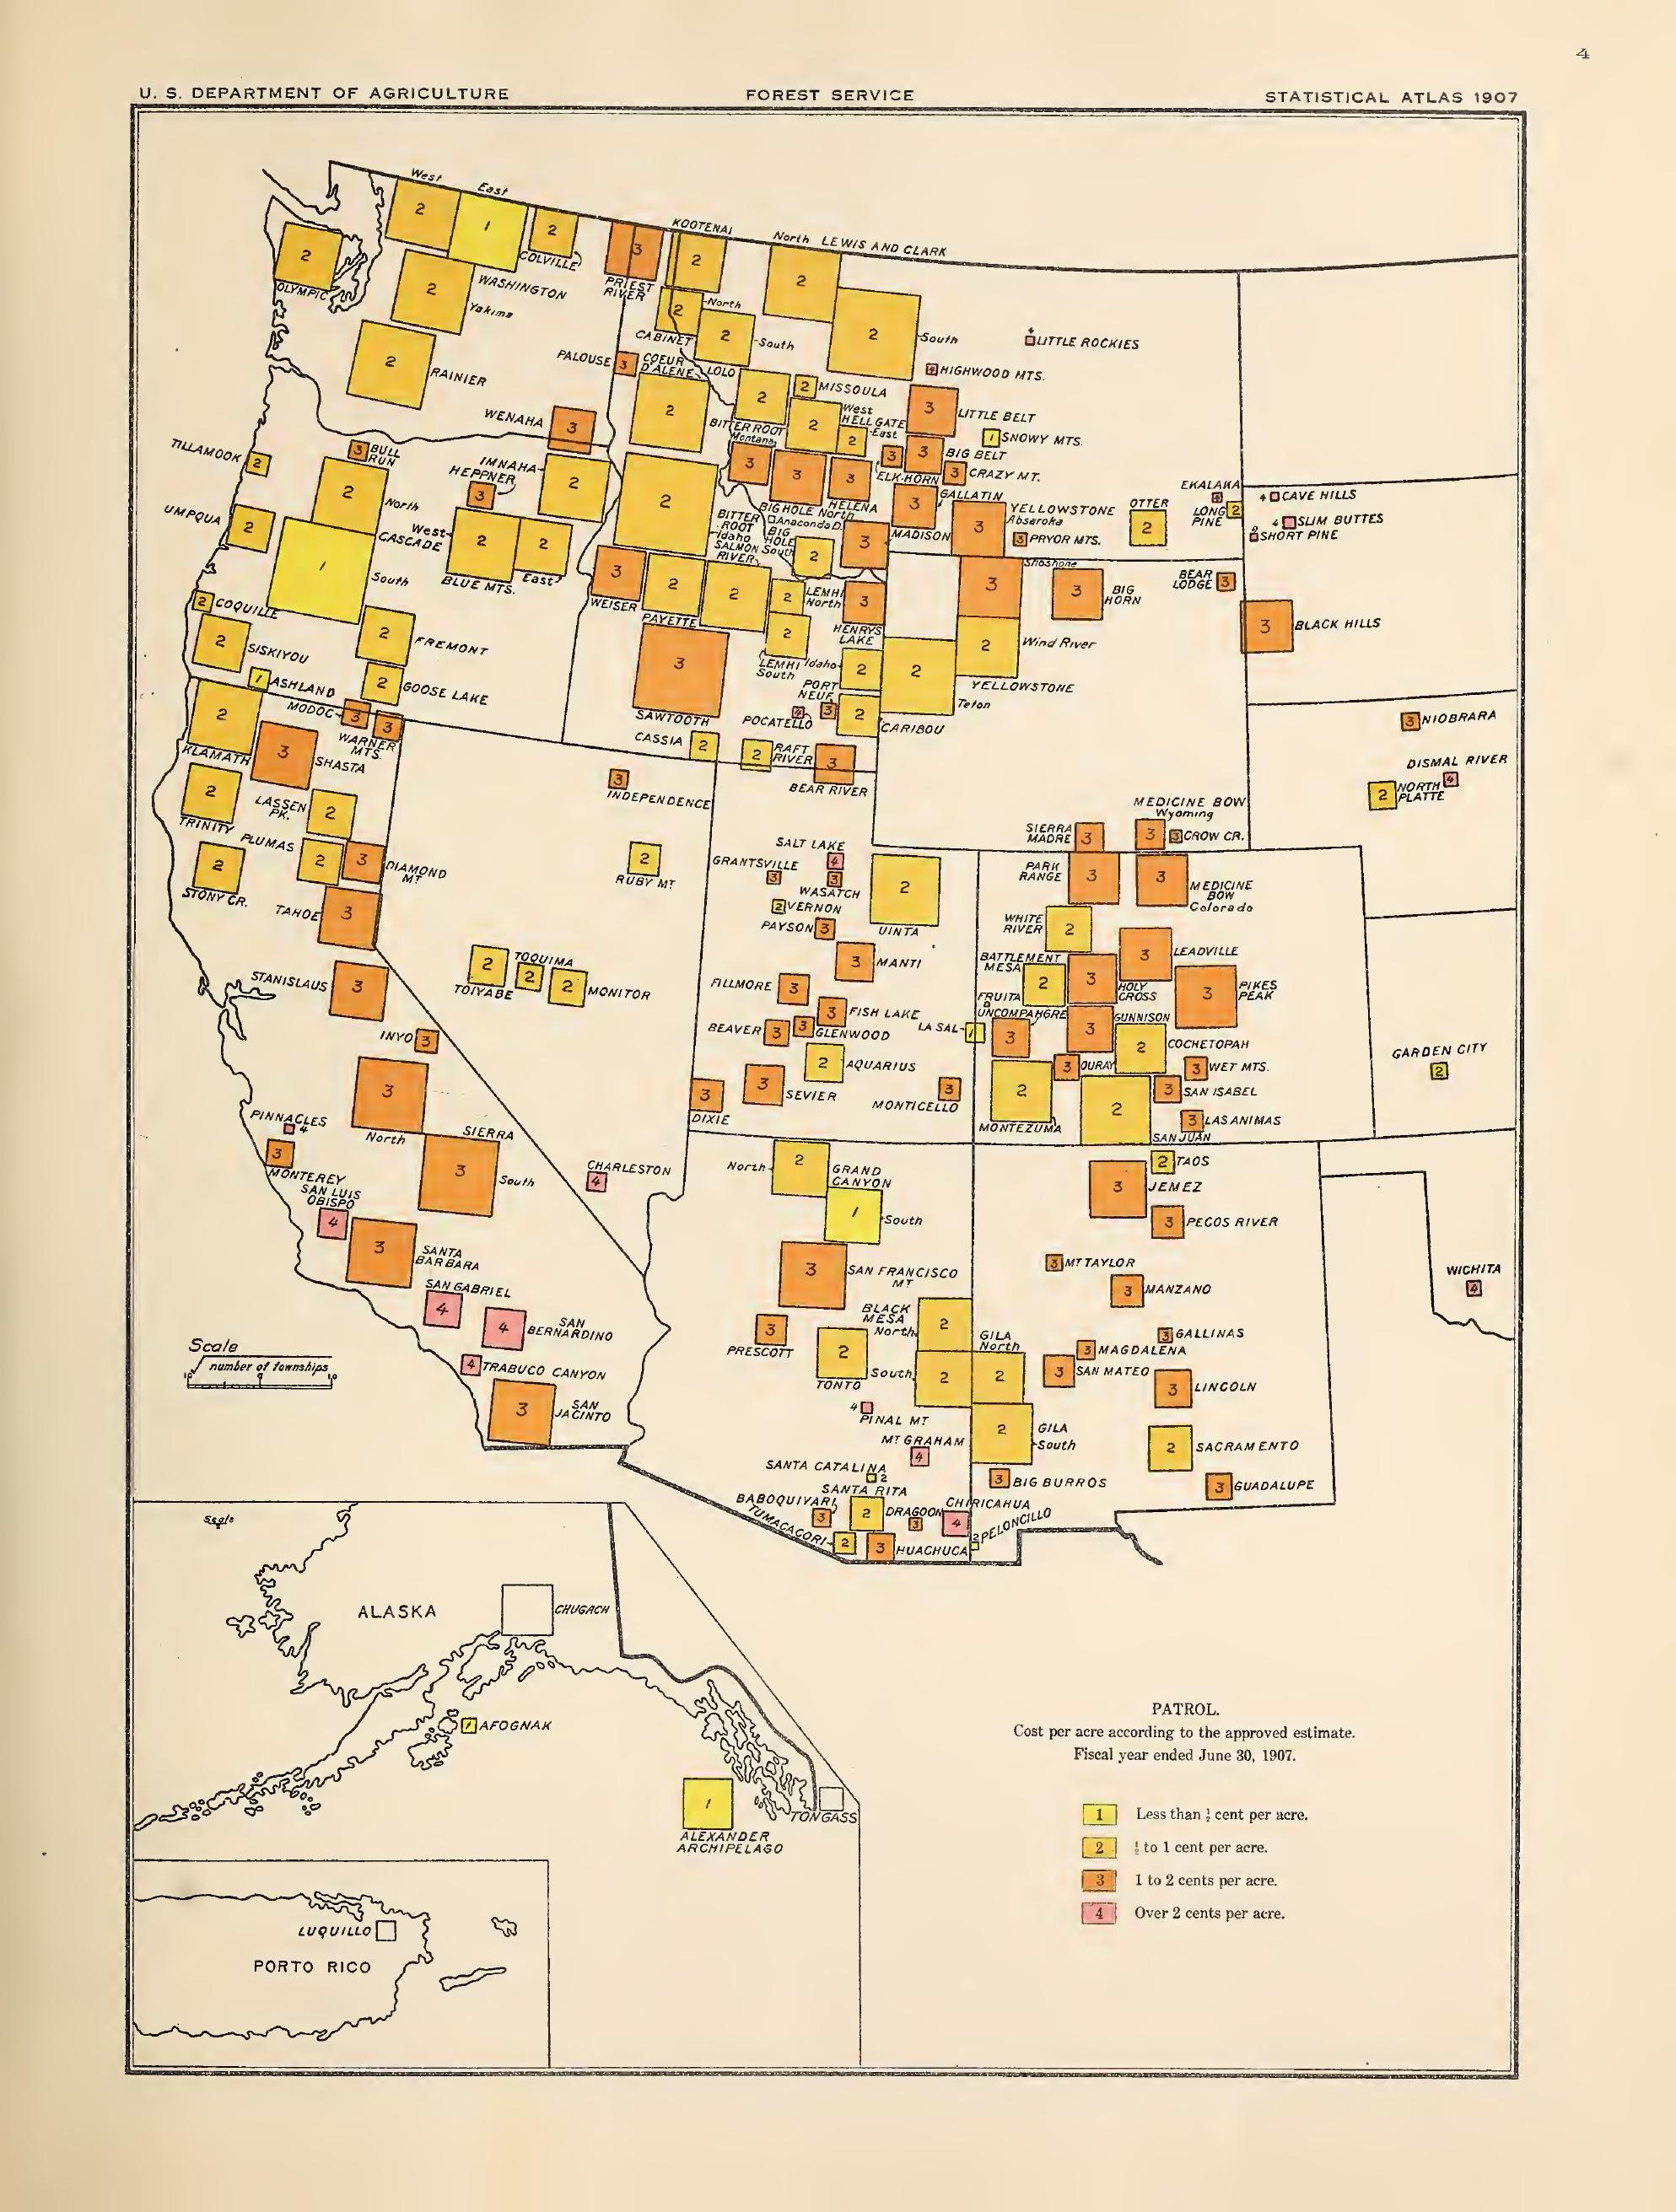 4
U. S. DEPARTMENT OF AGRICULTURE
FOREST SERVICE
STATISTICAL ATLAS 1907
West
East
2
1
2
COLVILLE
KOOTENAI
North LEWIS AND CLARK
2
OLYMPIC
3
PRIEST
RIVER
2
2
2
WASHINGTON
Yakima
2
North
CABINET
2
South
2
South
4
LITTLE ROCKIES
2
RAINIER
PALOUSE
3
COEUR
D'ALENE
LOLO
HIGHWOOD MTS.
2
2
2
MISSOULA
3
LITTLE BELT
WENAHA
3
BITTER ROOT
Montana
2
West
HELL GATE
East
2
1
SNOWY MTS.
3
BIG BELT
3
ELK-HORN
3
CRAZY MT.
TILLAMOOK
2
3
BULL
RUN
IMNAHA
HEPPNER
3
2
2
3
3
3
HELENA
BIG HOLE North
Anaconda D.
GALLATIN
3
MADISON
YELLOWSTONE
Absaroka
3
3
PRYOR MTS.
OTTER
2
EKALAKA
LONG
PINE
2
4
CAVE HILLS
4
SLIM BUTTES
SHORT PINE
UMPQUA
2
2
North
West
CASCADE
1
South
2
2
BLUE MTS.
East
BITTER
ROOT
Idaho
SALMON
RIVER
BIG
HOLE
South
2
3
3
WEISER
2
PAYETTE
2
2
LEMHI
North
3
HENRYS
LAKE
Shoshone
3
3
BIG
HORN
BEAR
LODGE
3
3
BLACK HILLS
2
COQUILLE
2
SISKIYOU
2
FREMONT
1
ASHLAND
2
GOOSE LAKE
3
SAWTOOTH
2
LEMHI
South
Idaho
2
2
2
Wind River
YELLOWSTONE
Teton
PORT
NEUF
3
4
POCATELLO
2
CARIBOU
MODOC
3
3
WARNER
MTS.
2
KLAMATH
3
SHASTA
CASSIA
2
2
RAFT
RIVER
3
BEAR RIVER
3
NIOBRARA
DISMAL RIVER
4
2
NORTH
PLATTE
2
TRINITY
LASSEN
PK.
2
3
INDEPENDENCE
MEDICINE BOW
Wyoming
SIERRA
MADRE
3
3
3
CROW CR.
PLUMAS
2
3
DIAMOND
MT
2
STONY CR.
2
RUBY MT
SALT LAKE
4
GRANTSVILLE
3
3
WASATCH
2
VERNON
PAYSON
3
2
UINTA
PARK
RANGE
3
3
MEDICINE
BOW
Colorado
TAHOE
3
WHITE
RIVER
2
3
LEADVILLE
STANISLAUS
3
2
TOIYABE
TOQUIMA
2
2
MONITOR
3
MANTI
FILLMORE
3
BATTLEMENT
MESA
2
3
HOLY
CROSS
3
PIKES
PEAK
FRUITA
UNCOMPAHGRE
3
GUNNISON
3
2
COCHETOPAH
INYO
3
3
FISH LAKE
BEAVER
3
3
GLENWOOD
LA SAL
1
3
OURAY
3
WET MTS.
GARDEN CITY
2
3
North
2
AQUARIUS
3
SEVIER
3
MONTICELLO
3
DIXIE
2
MONTEZUMA
2
SAN JUAN
3
SAN ISABEL
3
LAS ANIMAS
PINNACLES
4
3
MONTEREY
SIERRA
3
South
CHARLESTON
4
North
2
GRAND
CANYON
1
South
2
TAOS
3
JEMEZ
3
PECOS RIVER
SAN LUIS
OBISPO
4
3
SANTA
BARBARA
3
SAN FRANCISCO
MT
3
MT TAYLOR
3
MANZANO
WICHITA
4
SAN GABRIEL
4
4
SAN
BERNARDINO
BLACK
MESA
North
2
GILA
North
3
PRESCOTT
2
TONTO
South
2
2
3
GALLINAS
3
MAGDALENA
3
SAN MATEO
3
LINCOLN
Scale
number of townships
10
0
10
4
TRABUCO CANYON
3
SAN
JACINTO
4
PINAL MT
2
GILA
South
MT GRAHAM
4
2
SACRAMENTO
SANTA CATALINA
2
3
BIG BURROS
3
GUADALUPE
SANTA RITA
BABOQUIVARI
3
2
DRAGOON
3
CHIRICAHUA
4
TUMACACORI
2
3
HUACHUCA
2
PELONCILLO
Scale
ALASKA
CHUGACH
1
AFOGNAK
1
ALEXANDER
ARCHIPELAGO
TONGASS
LUQUILLO
PORTO RICO
PATROL.
Cost per acre according to the approved estimate.
Fiscal year ended June 30, 1907.
1 Less than ½ cent per acre.
2 ½ to 1 cent per acre.
3 1 to 2 cents per acre.
4 Over 2 cents per acre.